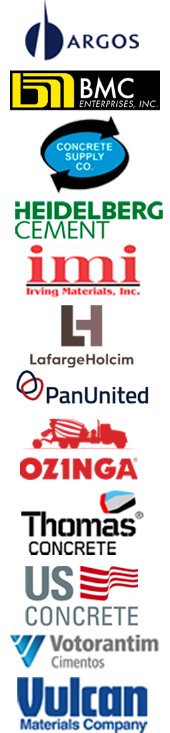 ARGOS
BMC
ENTERPRISES, INC.
CONCRETE
SUPPLY
CO.
HEIDELBERG
CEMENT
imi
Irving Materials, Inc.
LH
LafargeHolcim
PanUnited
OZINGA
Thomas®
CONCRETE
US
CONCRETE
Votorantim
Cimentos
Vulcan
Materials Company